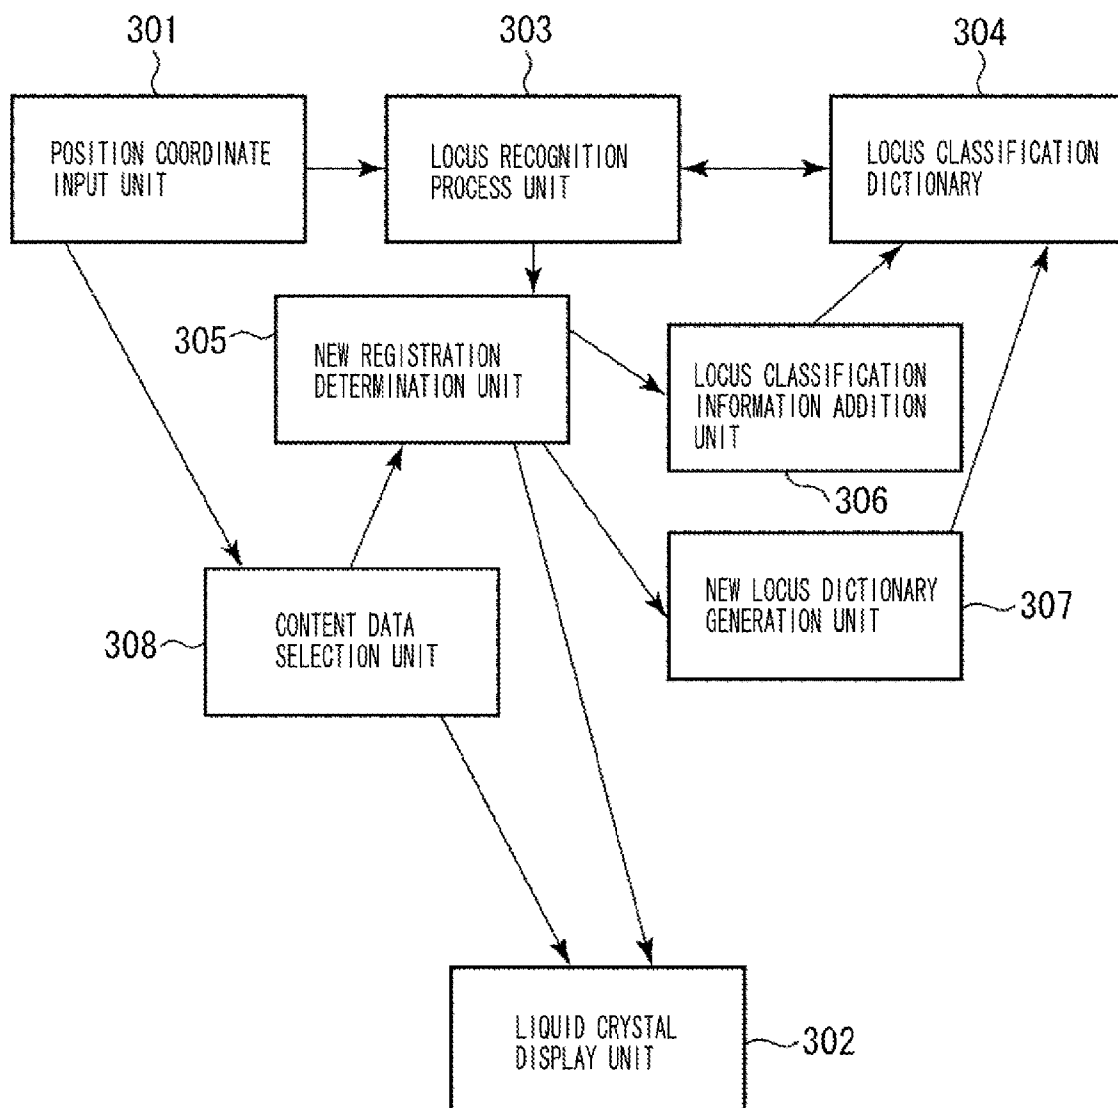 301
303
304
POSITION COORDINATE
INPUT UNIT
LOCUS RECOGNITION
PROCESS UNIT
LOCUS CLASSIFICATION
DICTIONARY
305
NEW REGISTRATION
DETERMINATION UNIT
LOCUS CLASSIFICATION
INFORMATION ADDITION
UNIT
306
308
CONTENT DATA
SELECTION UNIT
NEW LOCUS DICTIONARY
GENERATION UNIT
307
LIQUID CRYSTAL
DISPLAY UNIT
302